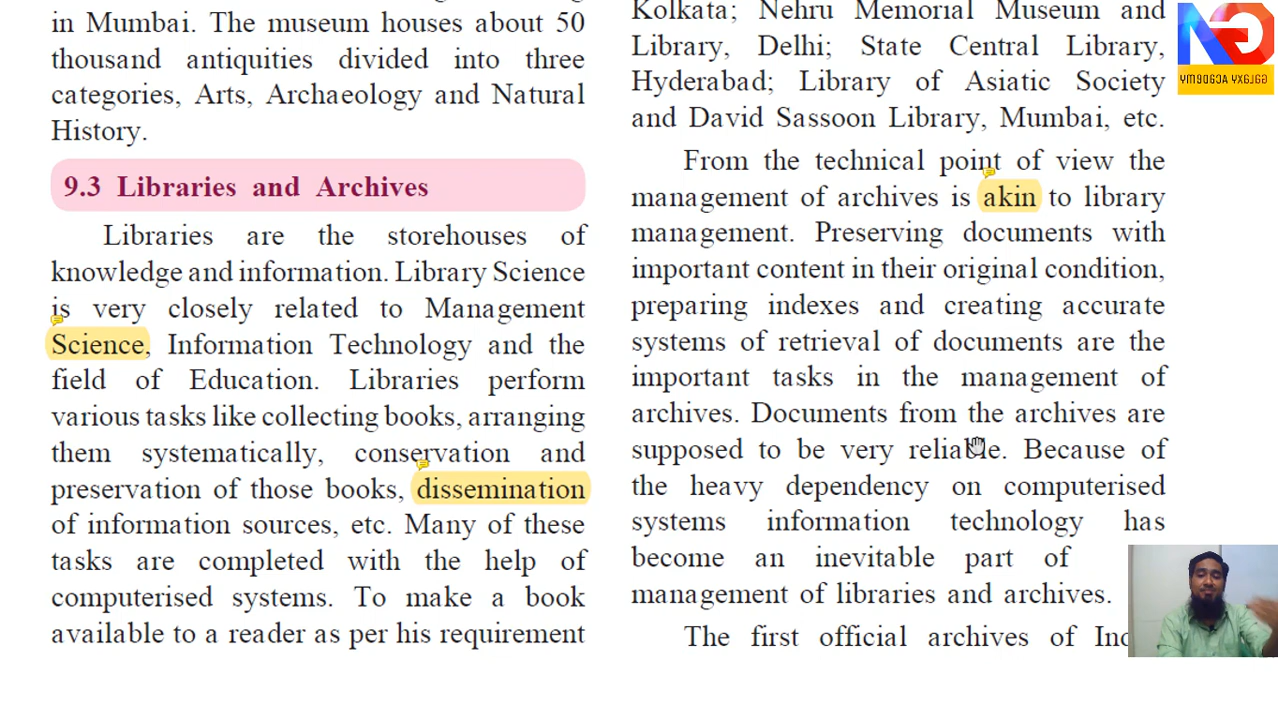 in Mumbai. The museum houses about 50
thousand antiquities divided into three
categories, Arts, Archaeology and Natural
History.
9.3 Libraries and Archives
Libraries are the storehouses of
knowledge and information. Library Science
is very closely related to Management
Science, Information Technology and the
field of Education. Libraries perform
various tasks like collecting books, arranging
them systematically, conservation and
preservation of those books, dissemination
of information sources, etc. Many of these
tasks are completed with the help of
computerised systems. To make a book
available to a reader as per his requirement
Kolkata; Nehru Memorial Museum and
Library, Delhi; State Central Library,
Hyderabad; Library of Asiatic Society
and David Sassoon Library, Mumbai, etc.
From the technical point of view the
management of archives is akin to library
management. Preserving documents with
important content in their original condition,
preparing indexes and creating accurate
systems of retrieval of documents are the
important tasks in the management of
archives. Documents from the archives are
supposed to be very reliable. Because of
the heavy dependency on computerised
systems information technology has
become an inevitable part of
management of libraries and archives.
The first official archives of